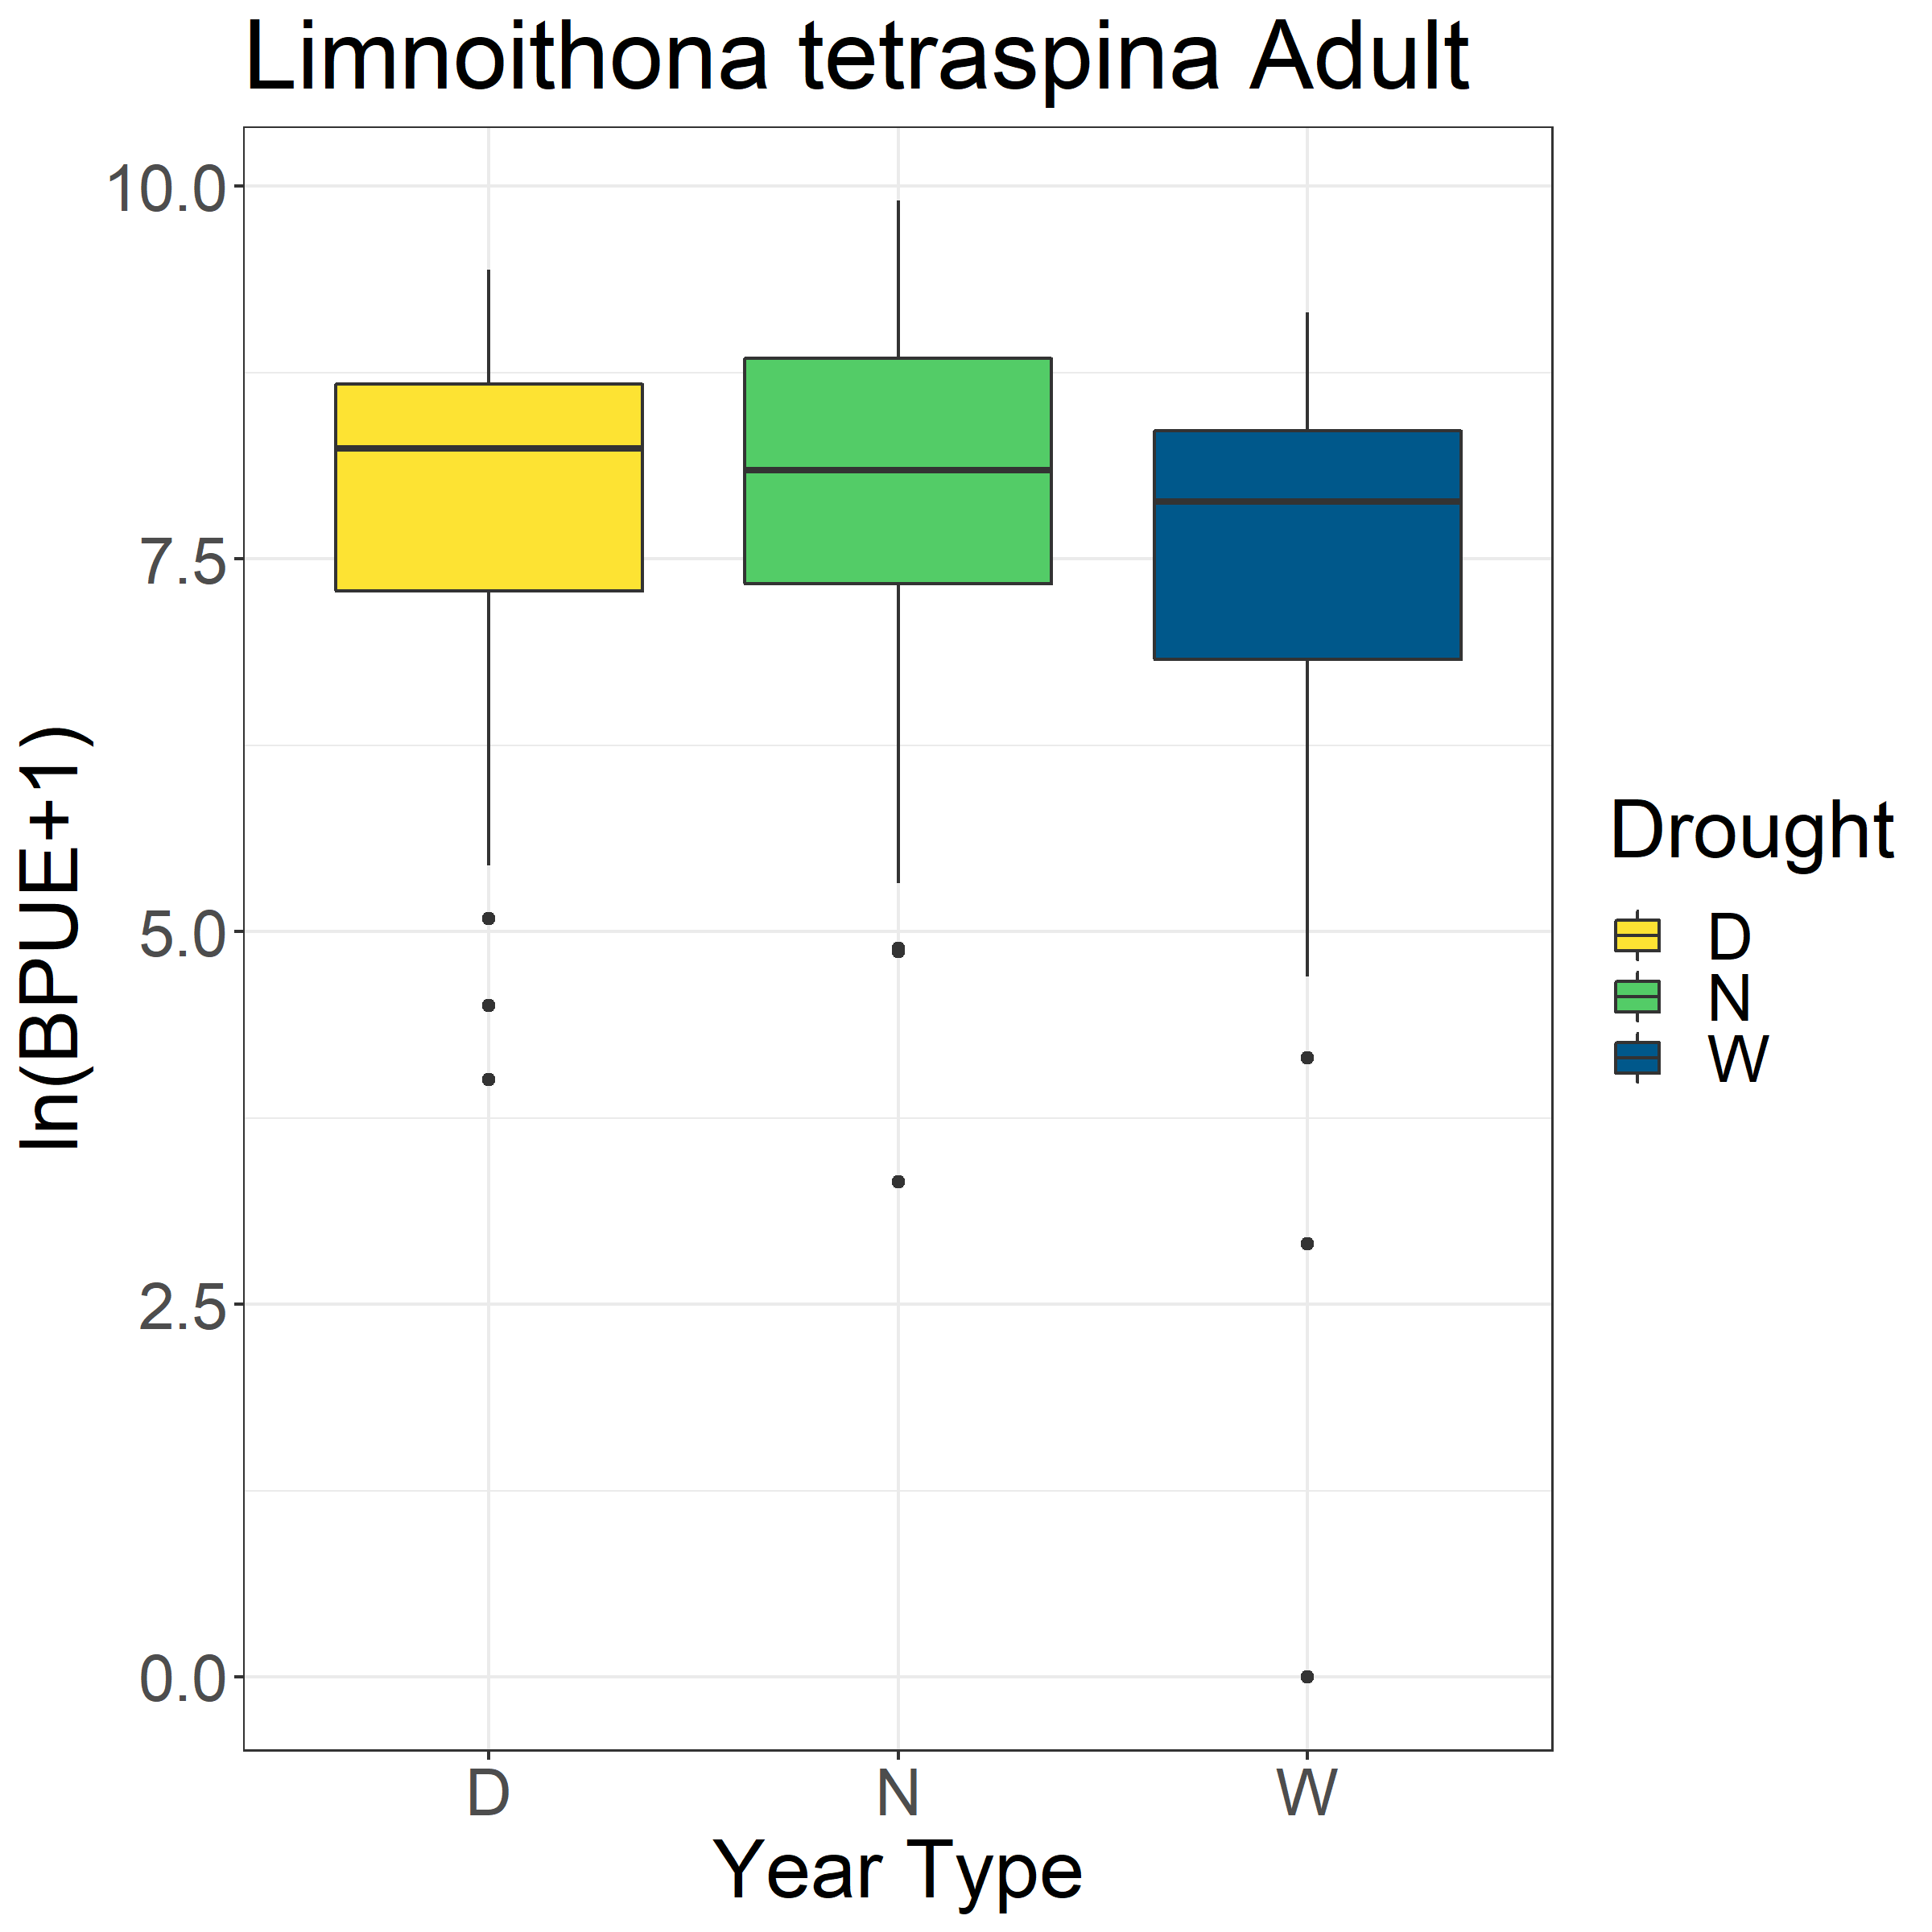 Limnoithona tetraspina Adult
10.0
7.5
5.0
2.5
0.0
ln(BPUE+1)
D
N
W
Year Type
Drought
D
N
W